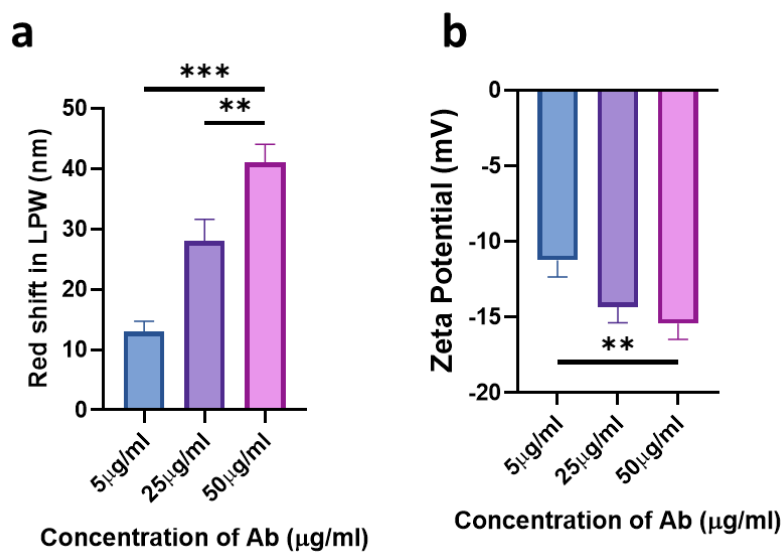 a
***
**
Red shift in LPW (nm)
50
40
30
20
10
0
5μg/ml
25μg/ml
50μg/ml
Concentration of Ab (μg/ml)
b
Zeta Potential (mV)
0
-5
-10
-15
-20
**
5μg/ml
25μg/ml
50μg/ml
Concentration of Ab (μg/ml)